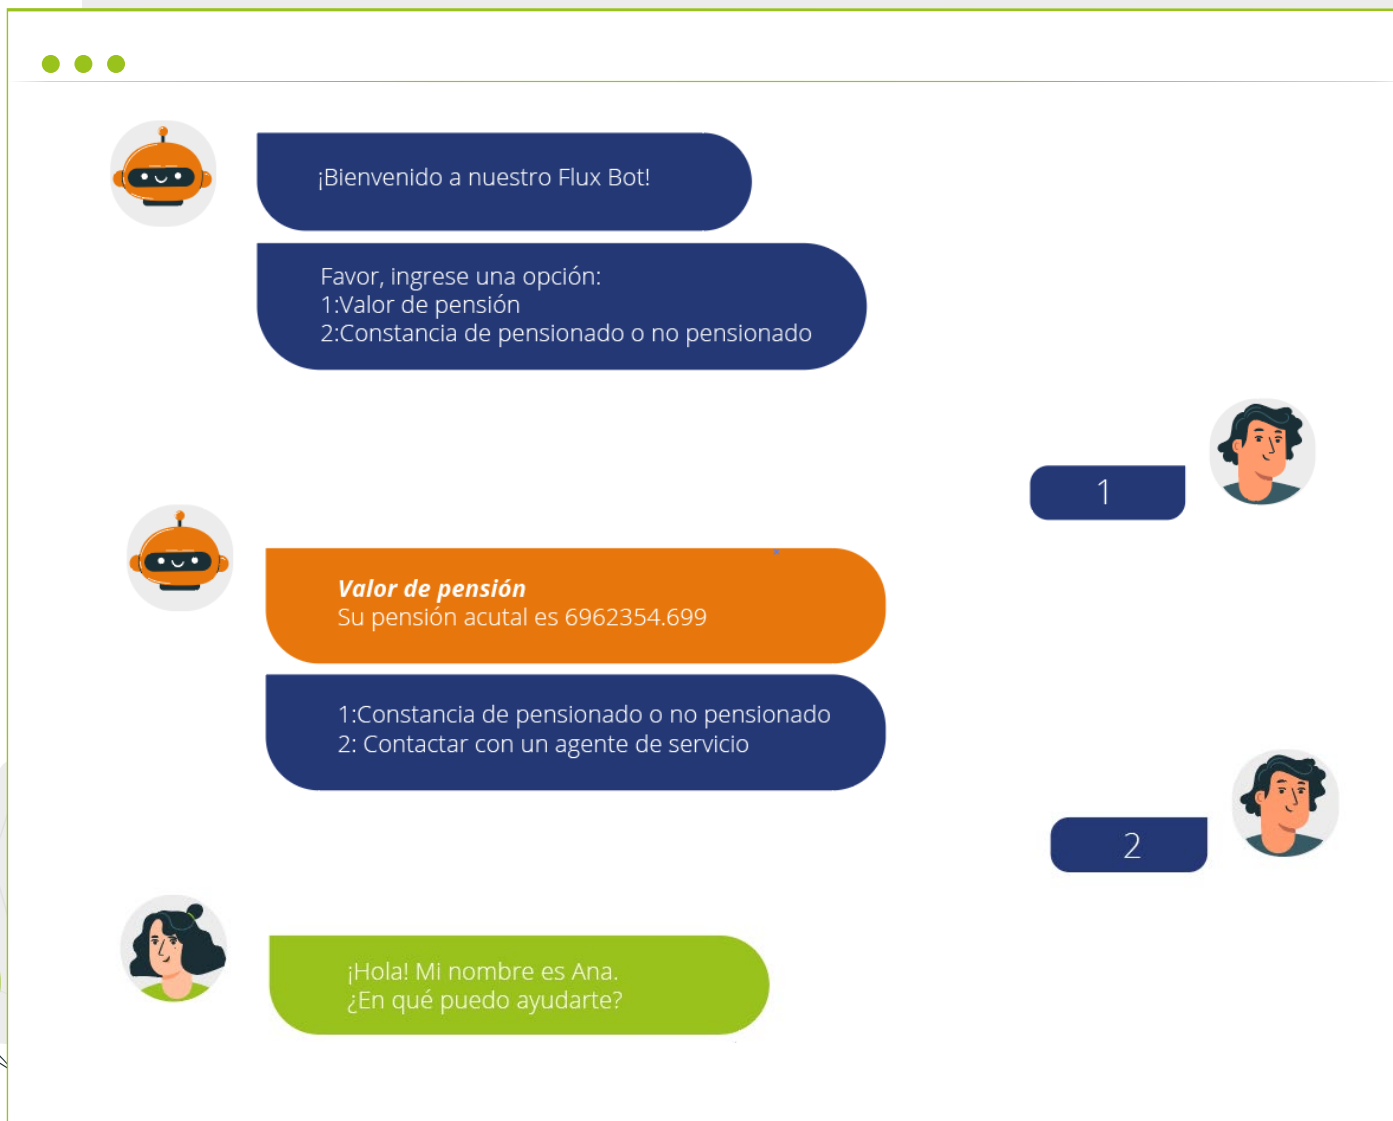 ¡Bienvenido a nuestro Flux Bot!
Favor, ingrese una opción:
1:Valor de pensión
2:Constancia de pensionado o no pensionado
1
Valor de pensión
Su pensión acutal es 6962354.699
1:Constancia de pensionado o no pensionado
2: Contactar con un agente de servicio
2
¡Hola! Mi nombre es Ana.
¿En qué puedo ayudarte?